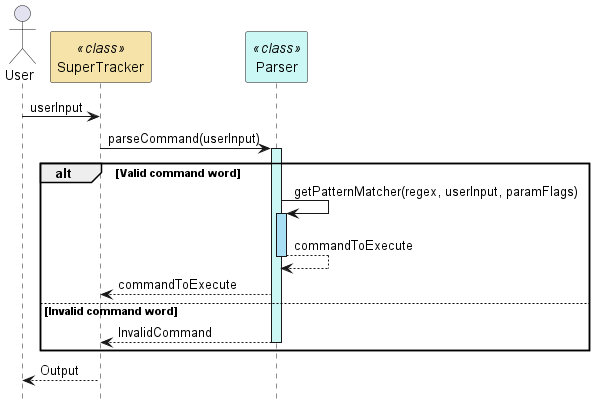 User
«class»
SuperTracker
«class»
Parser
userInput
parseCommand(userInput)
alt
[Valid command word]
getPatternMatcher(regex, userInput, paramFlags)
commandToExecute
commandToExecute
[Invalid command word]
InvalidCommand
Output